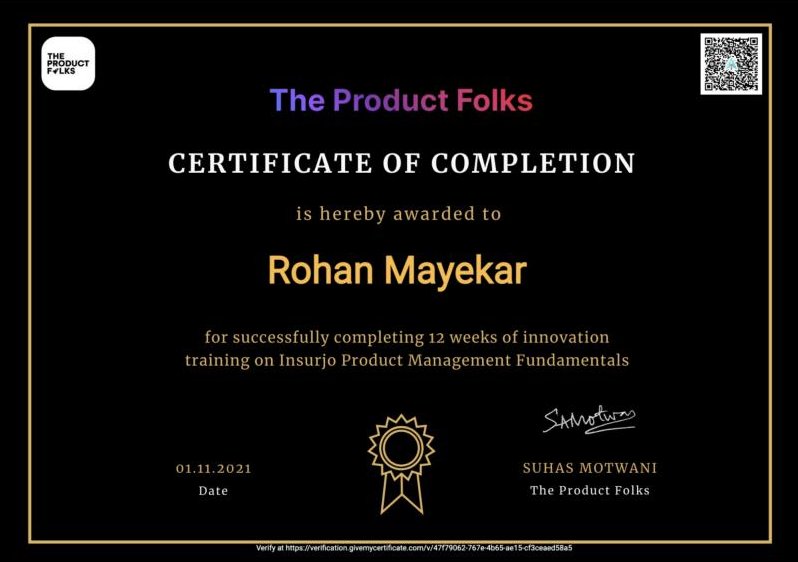 THE
PRODUCT
FOLKS
The Product Folks
CERTIFICATE OF COMPLETION
is hereby awarded to
Rohan Mayekar
for successfully completing 12 weeks of innovation
training on Insurjo Product Management Fundamentals
SAMotwani
01.11.2021
Date
SUHAS MOTWANI
The Product Folks
Verify at https://verification.givemycertificate.com/v/47f79062-767e-4b65-ae15-cf3ceaed58a5